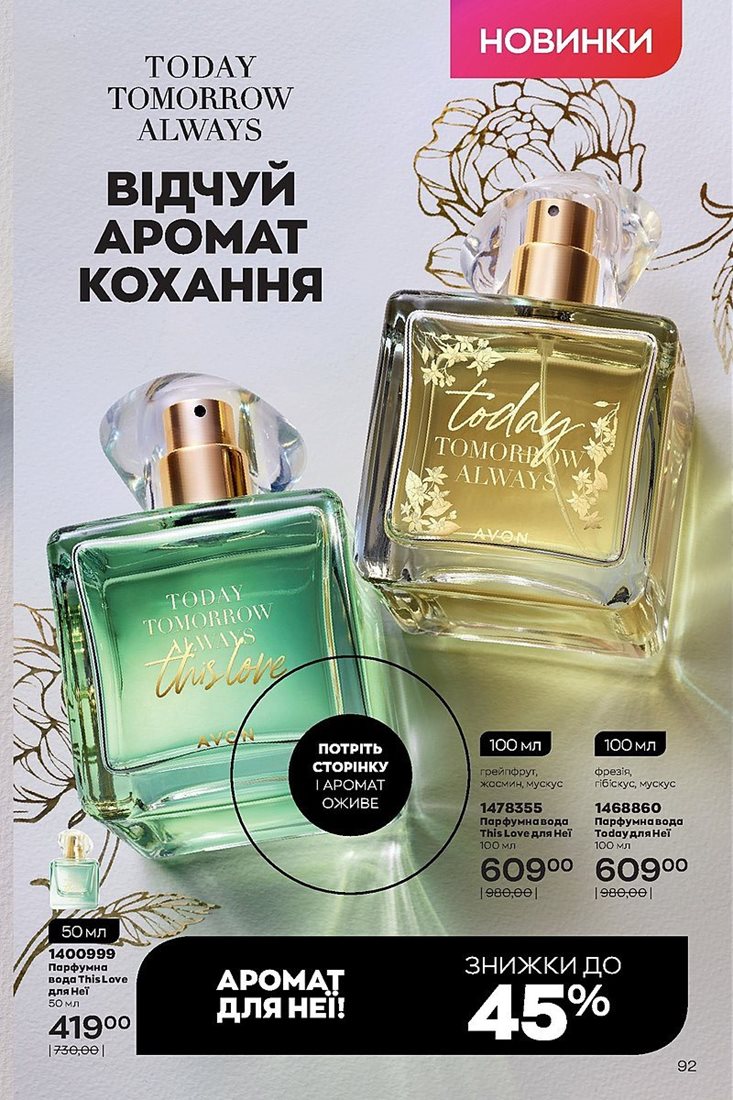 НОВИНКИ
TODAY
TOMORROW
ALWAYS
ВІДЧУЙ
АРОМАТ
КОХАННЯ
today
TOMORROW
ALWAYS
AVON
TODAY
TOMORROW
ALWAYS
this love
AVON
ПОТРІТЬ
СТОРІНКУ
І АРОМАТ
ОЖИВЕ
100 мл
грейпфрут,
жасмин, мускус
1478355
Парфумна вода
This Love для Неї
100 мл
60900
|980,00|
100 мл
фрезія,
гібіскус, мускус
1468860
Парфумна вода
Today для Неї
100 мл
60900
|980,00|
50 мл
1400999
Парфумна
вода This Love
для Неї
50 мл
41900
|730,00|
АРОМАТ
ДЛЯ НЕЇ!
ЗНИЖКИ ДО
45%
92